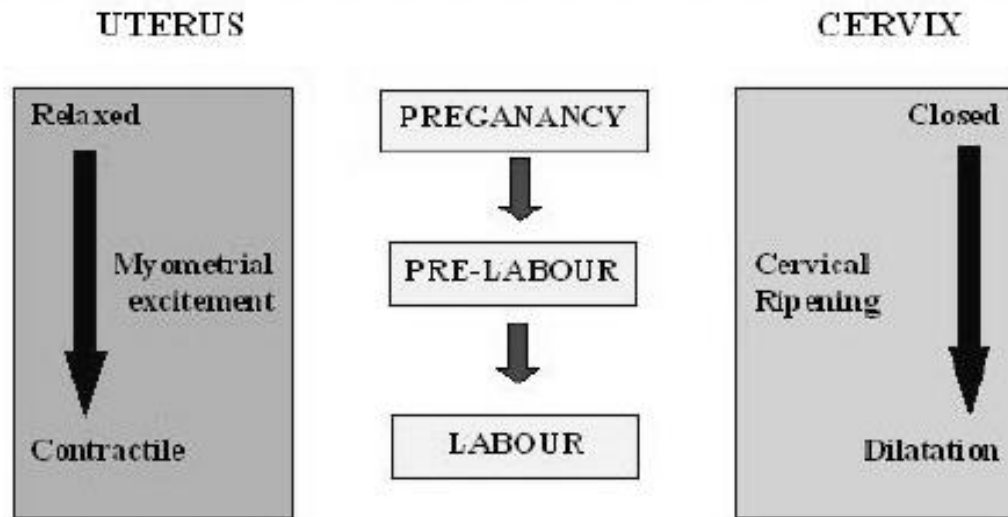 UTERUS
CERVIX
Relaxed
PREGANANCY
Closed
Myometrial
excitement
PRE-LABOUR
Cervical
Ripening
Contractile
LABOUR
Dilatation